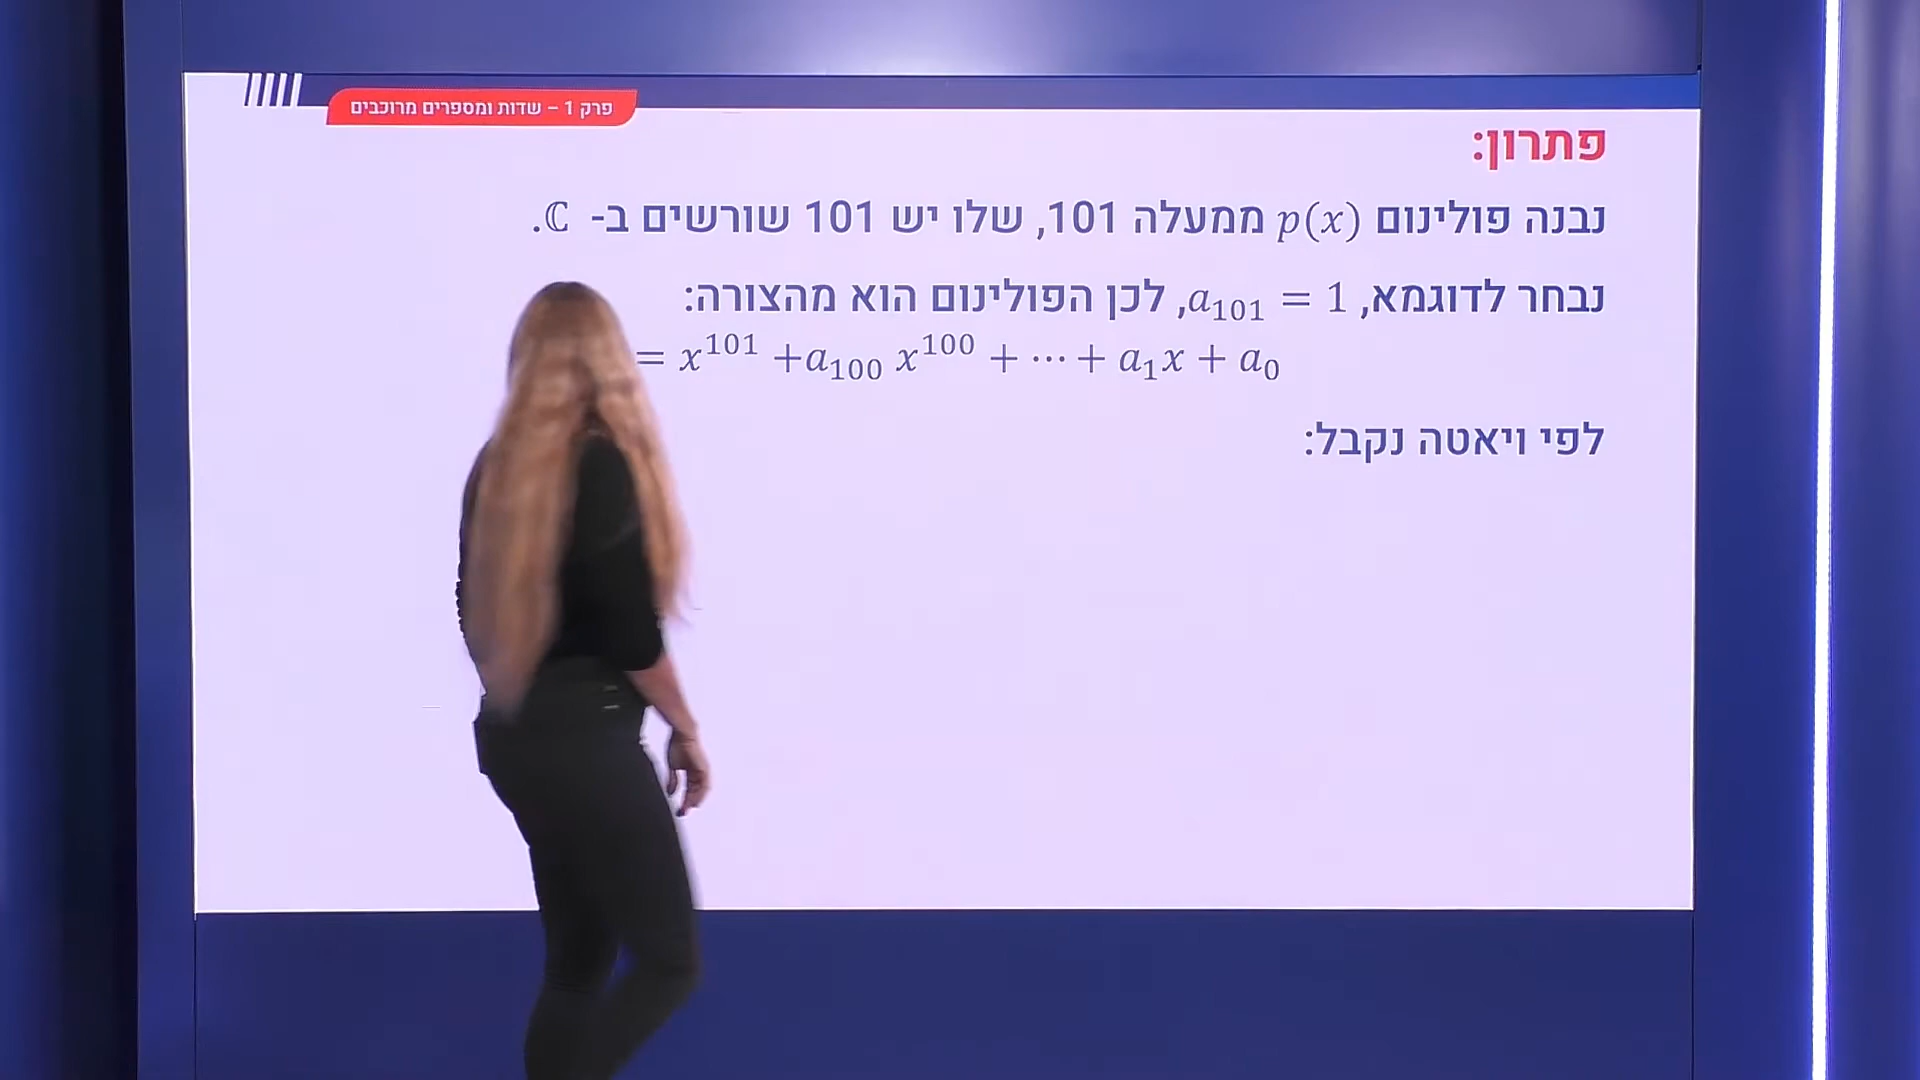 פרק 1 – שדות ומספרים מרוכבים
פתרון:
נבנה פולינום p(x) ממעלה 101, שלו יש 101 שורשים ב- ℂ.
נבחר לדוגמא, a₁₀₁ = 1, לכן הפולינום הוא מהצורה:
= x¹⁰¹ +a₁₀₀ x¹⁰⁰ + ⋯ + a₁x + a₀
לפי ויאטה נקבל: